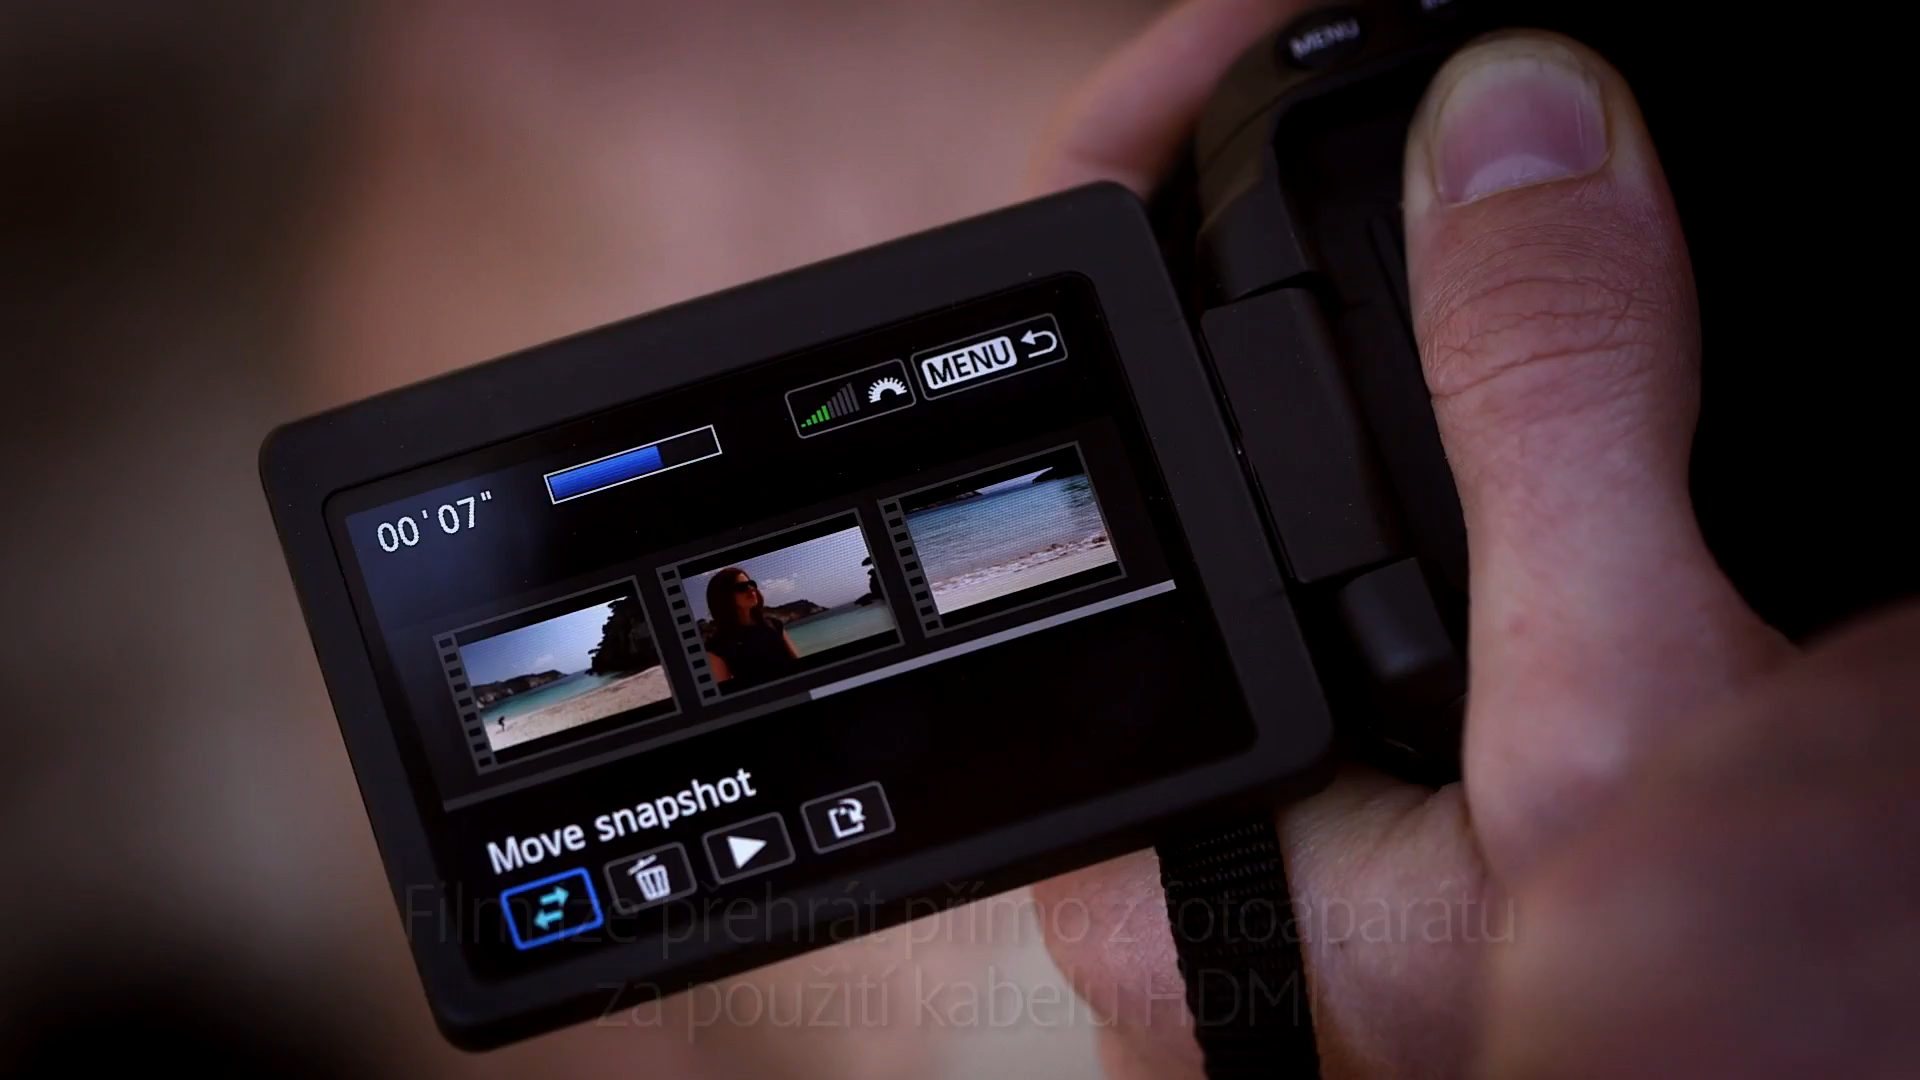 MENU
MENU
00'07"
Move snapshot
Film lze přehrát přímo z fotoaparátu
za použití kabelu HDMI